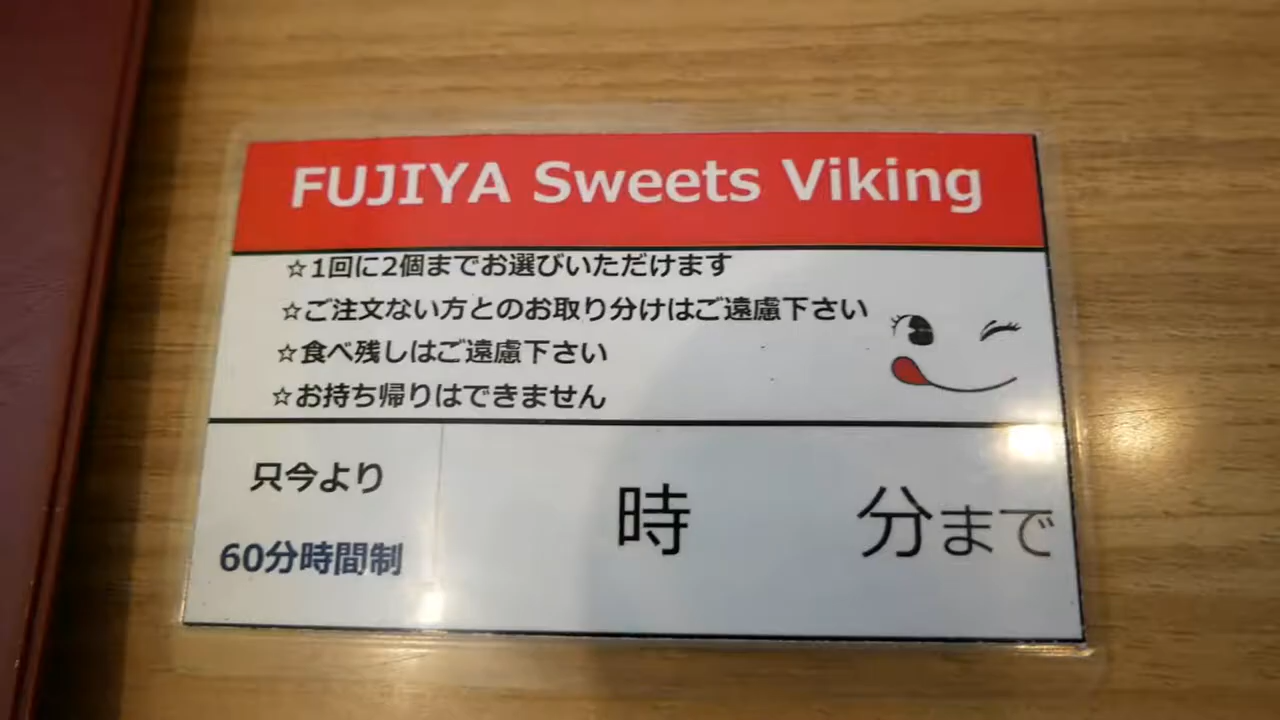 FUJIYA Sweets Viking
☆1回に2個までお選びいただけます
☆ご注文ない方とのお取り分けはご遠慮下さい
☆食べ残しはご遠慮下さい
☆お持ち帰りはできません
只今より
60分時間制
時 分まで